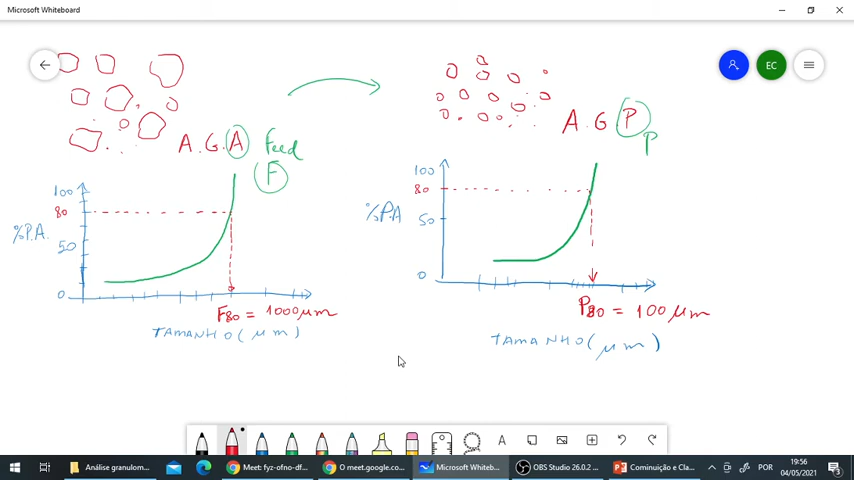 Microsoft Whiteboard
EC
A.G.A Feed
F
A.G P
P
100
80
%P.A.
50
0
F80 = 1000 µm
TAMANHO (µm)
100
80
%P.A
50
0
P80 = 100 µm
TAMANHO (µm)
A
Análise granulom...
Meet: fyz-ofno-df...
O meet.google.co...
Microsoft Whiteb...
OBS Studio 26.0.2 ...
Cominuição e Cla...
POR
19:56
04/05/2021
3